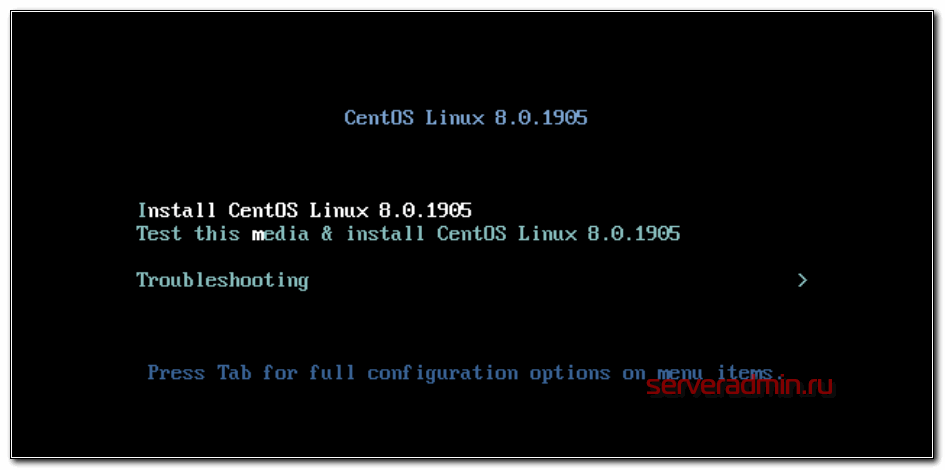 CentOS Linux 8.0.1905
Install CentOS Linux 8.0.1905
Test this media & install CentOS Linux 8.0.1905
Troubleshooting >
Press Tab for full configuration options on menu items.
serveradmin.ru